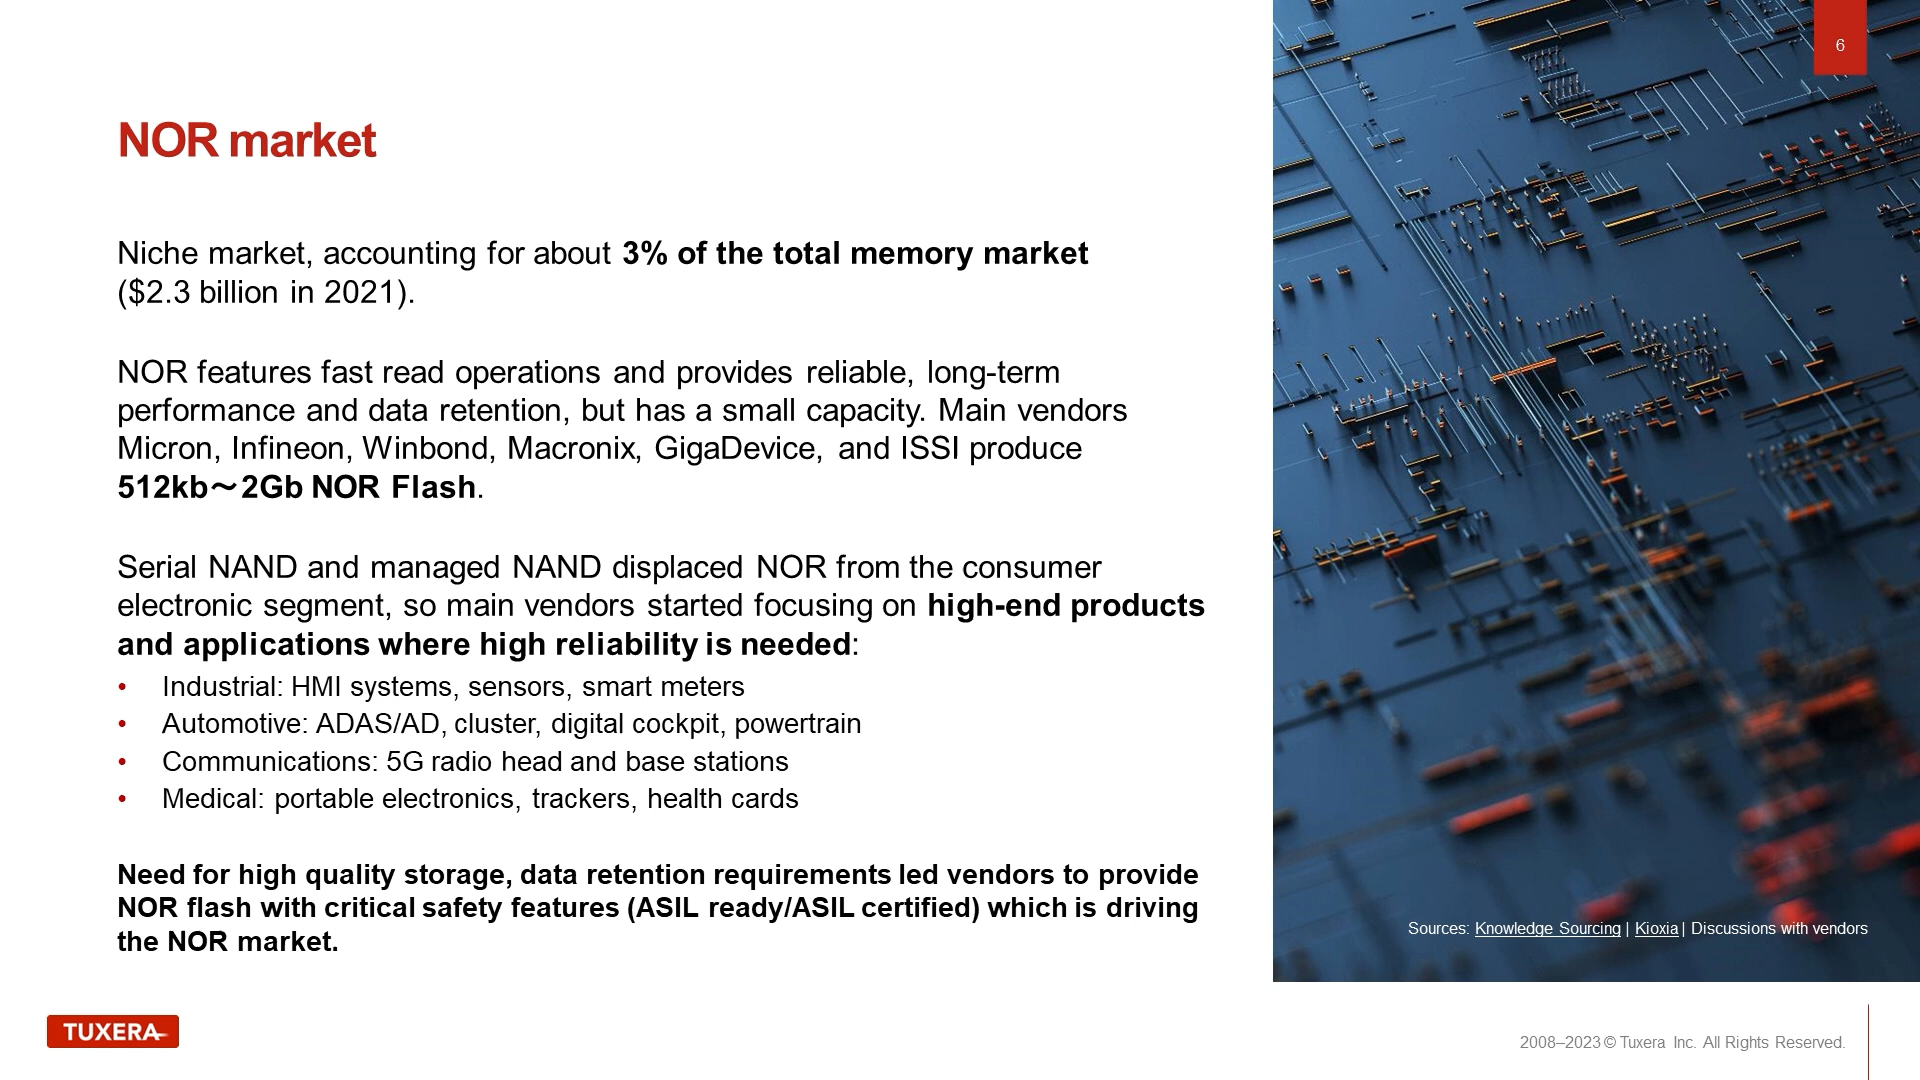 6
NOR market
Niche market, accounting for about 3% of the total memory market
($2.3 billion in 2021).
NOR features fast read operations and provides reliable, long-term
performance and data retention, but has a small capacity. Main vendors
Micron, Infineon, Winbond, Macronix, GigaDevice, and ISSI produce
512kb～2Gb NOR Flash.
Serial NAND and managed NAND displaced NOR from the consumer
electronic segment, so main vendors started focusing on high-end products
and applications where high reliability is needed:
• Industrial: HMI systems, sensors, smart meters
• Automotive: ADAS/AD, cluster, digital cockpit, powertrain
• Communications: 5G radio head and base stations
• Medical: portable electronics, trackers, health cards
Need for high quality storage, data retention requirements led vendors to provide
NOR flash with critical safety features (ASIL ready/ASIL certified) which is driving
the NOR market.
Sources: Knowledge Sourcing | Kioxia | Discussions with vendors
TUXERA
2008–2023 © Tuxera Inc. All Rights Reserved.